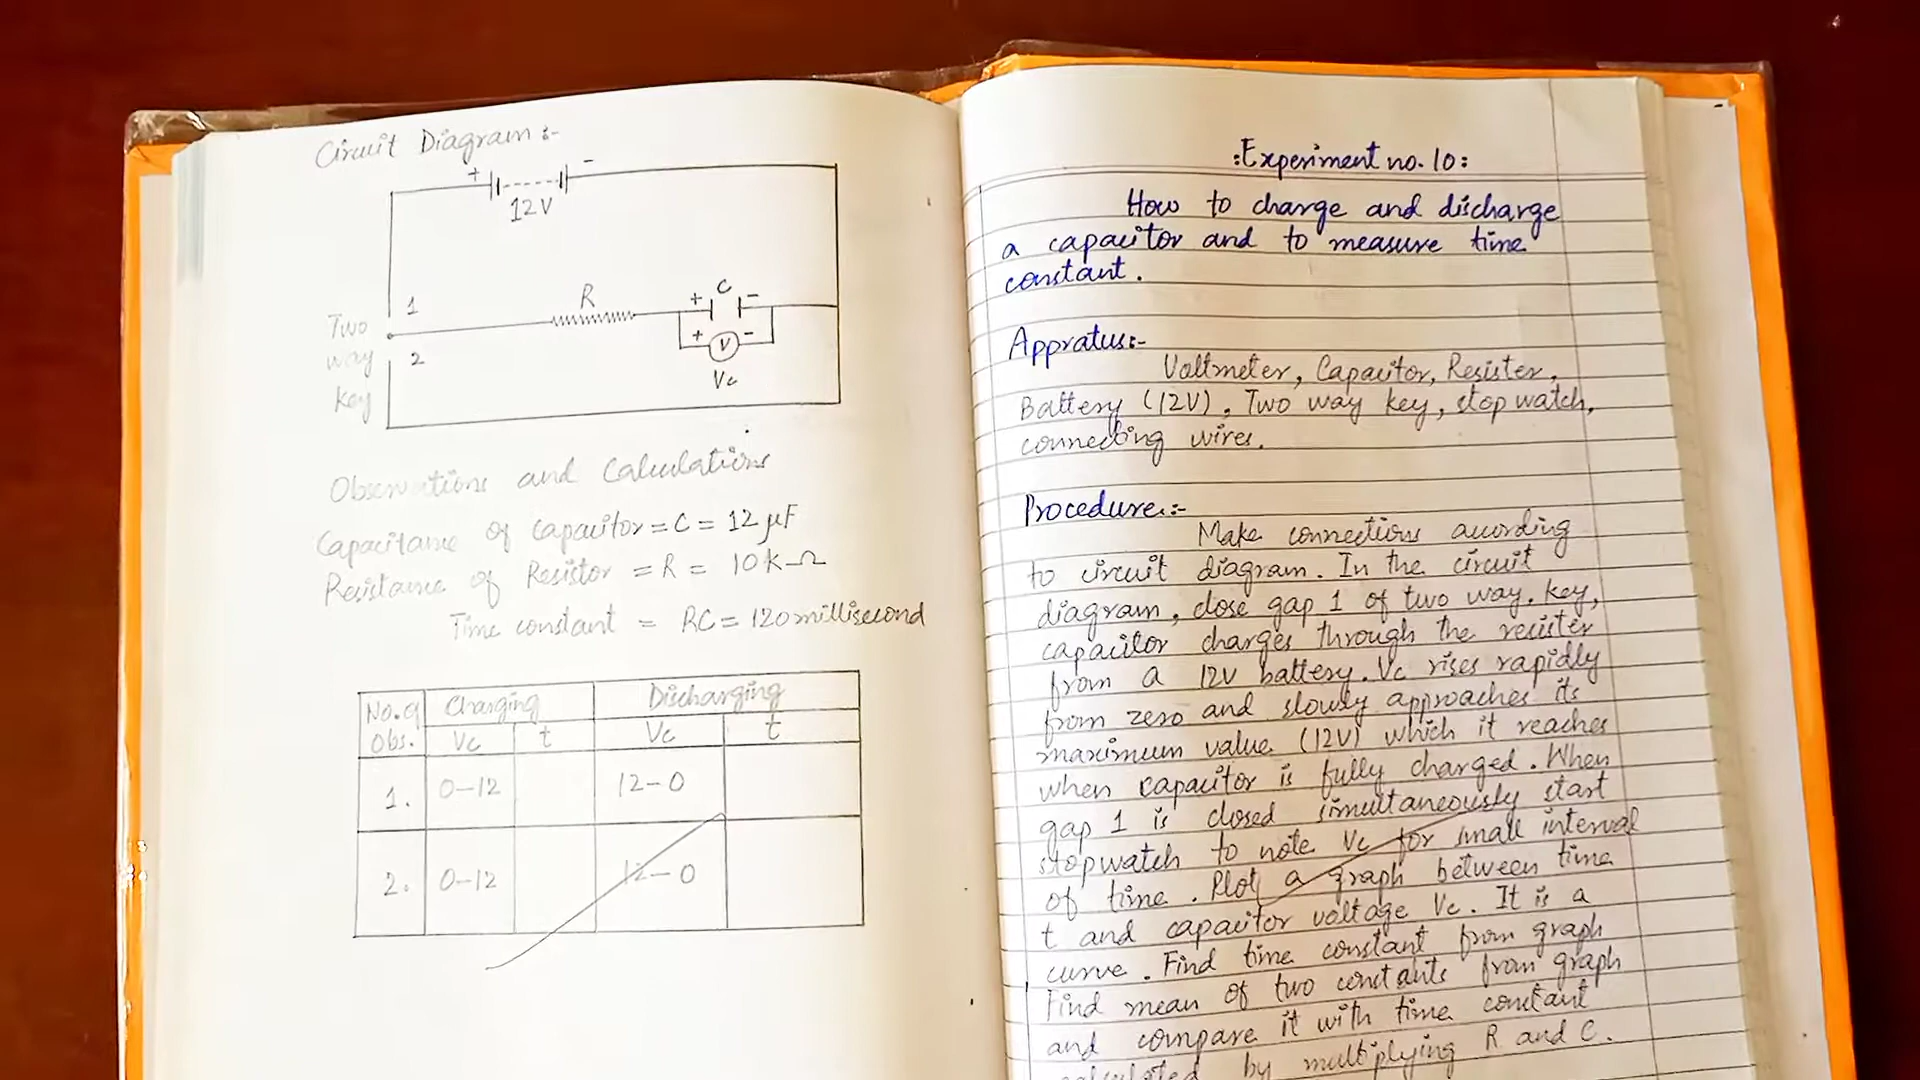 Circuit Diagram :-
+ -
12V
1
R
+ C -
Two
way
key
2
+ V -
Vc
Observations and Calculations
Capacitance of Capacitor = C = 12 µF
Resistance of Resistor = R = 10 k Ω
Time constant = RC = 120 millisecond
No. of Obs. Charging Discharging
Vc t Vc t
1. 0-12 12-0
2. 0-12 12-0
:Experiment no. 10:
How to charge and discharge
a capacitor and to measure time
constant.
Appratus:-
Voltmeter, Capacitor, Resister,
Battery (12V), Two way key, stop watch,
connecting wires.
Procedure:-
Make connections according
to circuit diagram. In the circuit
diagram, close gap 1 of two way key,
capacitor charges through the resister
from a 12V battery. Vc rises rapidly
from zero and slowly approaches its
maximum value (12V) which it reaches
when capacitor is fully charged. When
gap 1 is closed simultaneously start
stopwatch to note Vc for small interval
of time. Plot a graph between time
t and capacitor voltage Vc. It is a
curve. Find time constant from graph
Find mean of two constants from graph
and compare it with time constant
calculated by multiplying R and C.